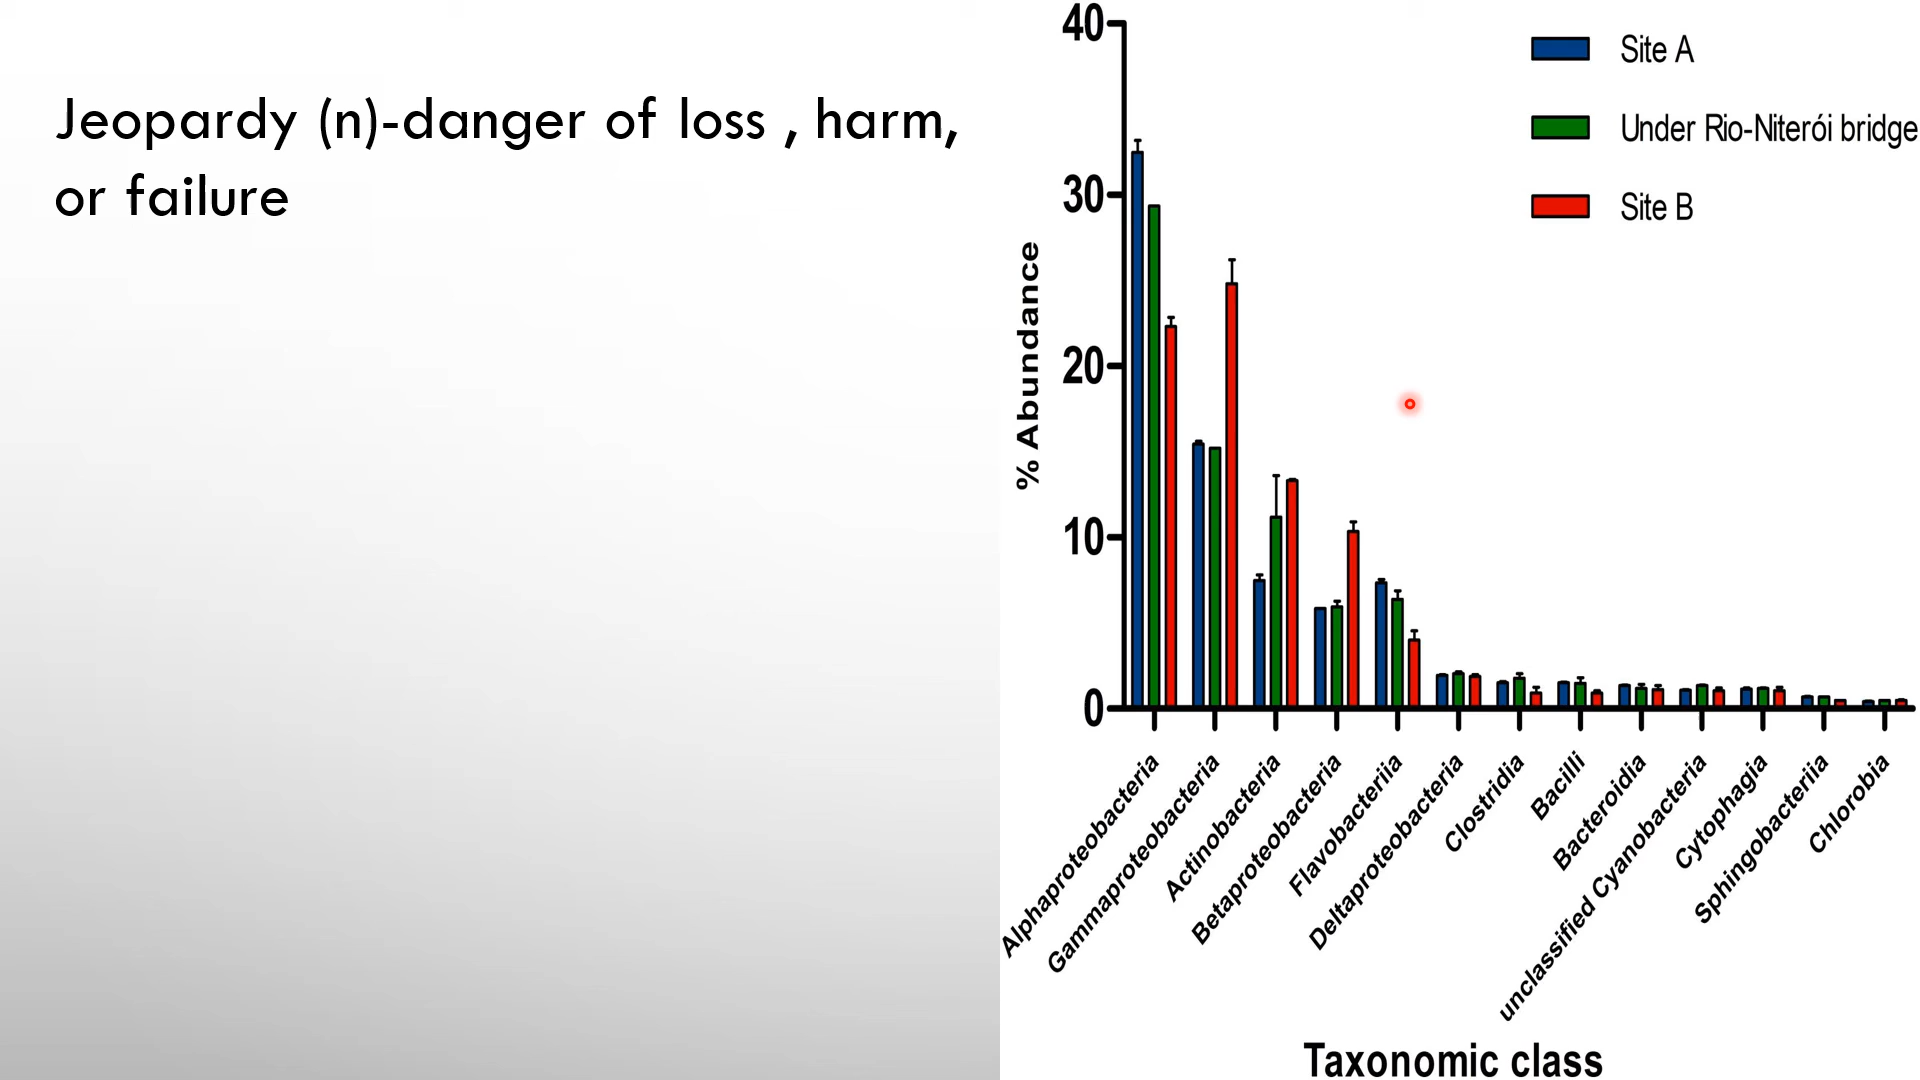 Jeopardy (n)-danger of loss , harm,
or failure
40
30
20
10
0
% Abundance
Site A
Under Rio-Niterói bridge
Site B
Alphaproteobacteria
Gammaproteobacteria
Actinobacteria
Betaproteobacteria
Flavobacteriia
Deltaproteobacteria
Clostridia
Bacilli
Bacteroidia
unclassified Cyanobacteria
Cytophagia
Sphingobacteriia
Chlorobia
Taxonomic class